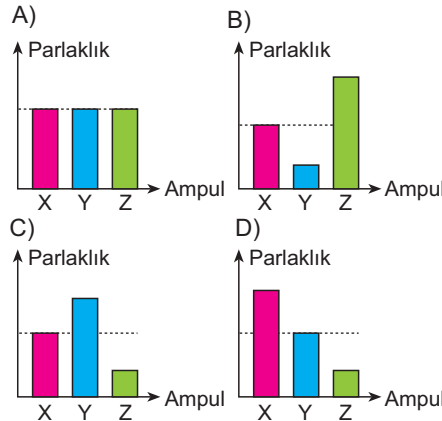 A)
Parlaklık
X Y Z Ampul
B)
Parlaklık
X Y Z Ampul
C)
Parlaklık
X Y Z Ampul
D)
Parlaklık
X Y Z Ampul